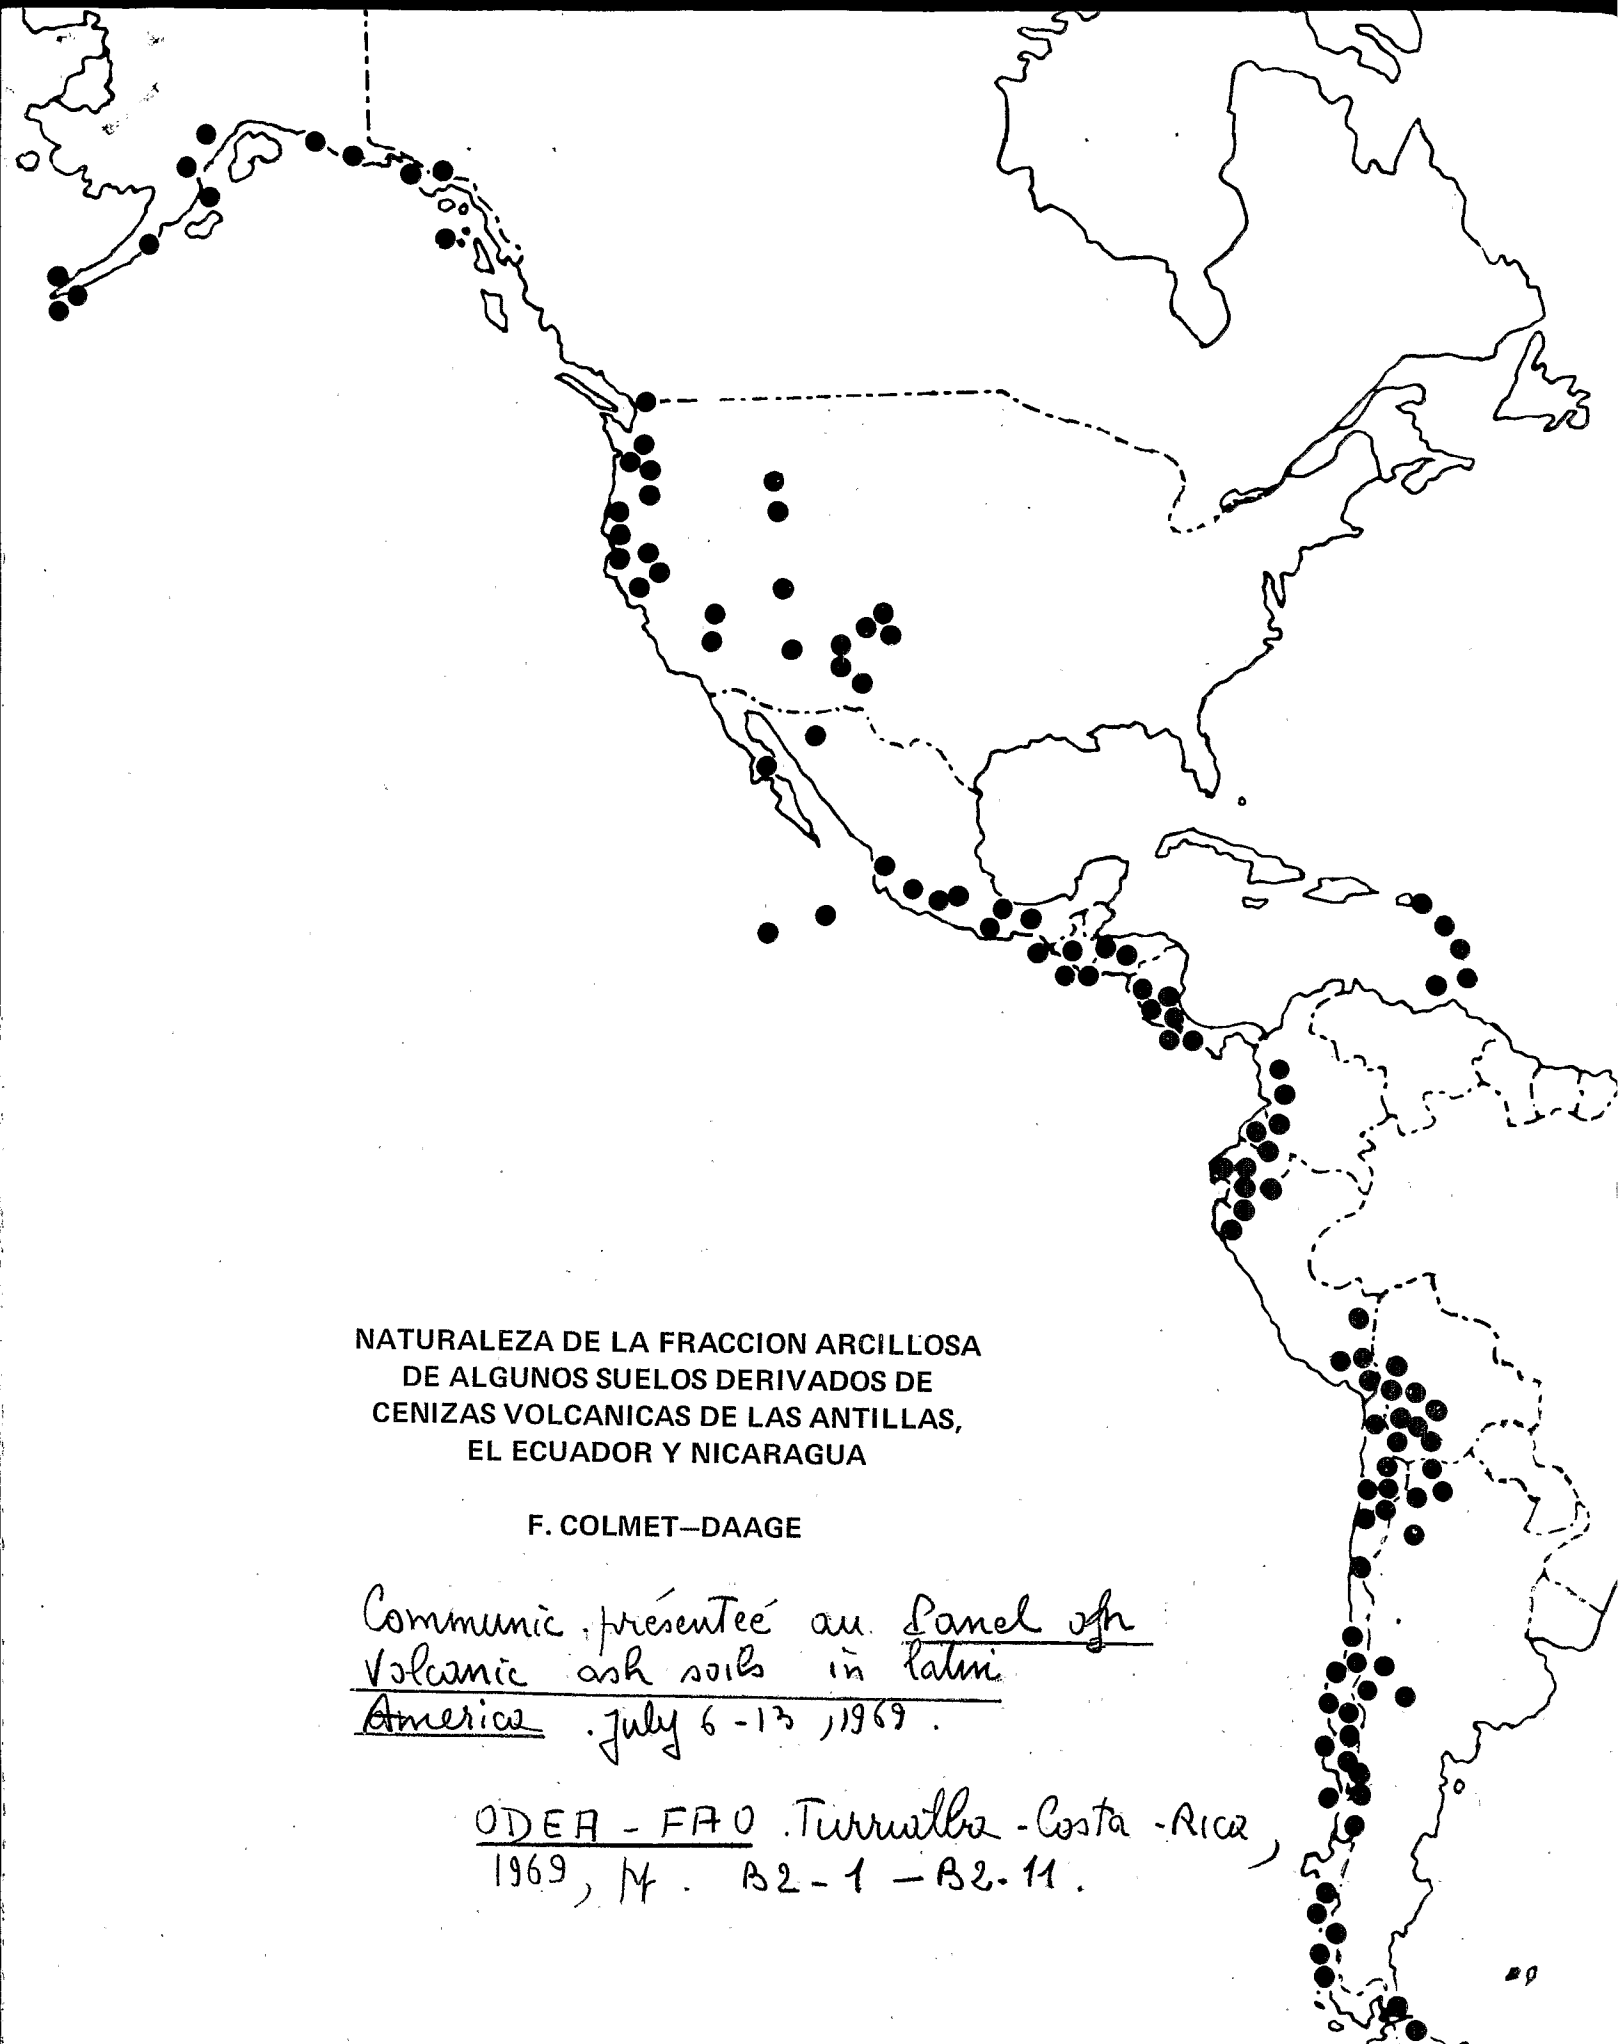 NATURALEZA DE LA FRACCION ARCILLOSA
DE ALGUNOS SUELOS DERIVADOS DE
CENIZAS VOLCANICAS DE LAS ANTILLAS,
EL ECUADOR Y NICARAGUA
F. COLMET–DAAGE
Communic. présenteé au Panel on
Volcanic ash soils in latin
America . July 6 - 13 , 1969 .
ODEA - FAO . Turrialba - Costa - Rica ,
1969 , B2 - 1 — B2 - 11 .